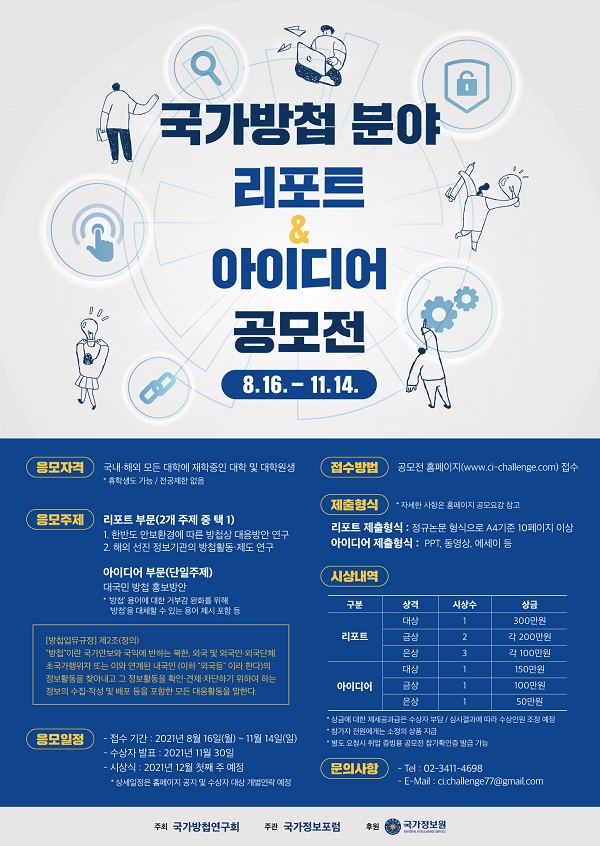 국가방첩 분야
리포트
&
아이디어
공모전
8.16. – 11.14.
응모자격
국내·해외 모든 대학에 재학중인 대학 및 대학원생
* 휴학생도 가능 / 전공제한 없음
응모주제
리포트 부문(2개 주제 중 택 1)
1. 한반도 안보환경에 따른 방첩상 대응방안 연구
2. 해외 선진 정보기관의 방첩활동·제도 연구
아이디어 부문(단일주제)
대국민 방첩 홍보방안
* '방첩' 용어에 대한 거부감 완화를 위해
'방첩'을 대체할 수 있는 용어 제시 포함 등
[방첩업무규정] 제2조(정의)
"방첩"이란 국가안보와 국익에 반하는 북한, 외국 및 외국인·외국단체
초국가행위자 또는 이와 연계된 내국인 (이하 "외국등" 이라 한다)의
정보활동을 찾아내고 그 정보활동을 확인·견제·차단하기 위하여 하는
정보의 수집·작성 및 배포 등을 포함한 모든 대응활동을 말한다.
응모일정
- 접수 기간 : 2021년 8월 16일(월) ~ 11월 14일(일)
- 수상자 발표 : 2021년 11월 30일
- 시상식 : 2021년 12월 첫째 주 예정
* 상세일정은 홈페이지 공지 및 수상자 대상 개별연락 예정
접수방법
공모전 홈페이지(www.ci-challenge.com) 접수
제출형식
* 자세한 사항은 홈페이지 공모요강 참고
리포트 제출형식 : 정규논문 형식으로 A4기준 10페이지 이상
아이디어 제출형식 : PPT, 동영상, 에세이 등
시상내역
구분 상격 시상수 상금
리포트
대상 1 300만원
금상 2 각 200만원
은상 3 각 100만원
아이디어
대상 1 150만원
금상 1 100만원
은상 1 50만원
* 상금에 대한 제세공과금은 수상자 부담 / 심사결과에 따라 수상인원 조정 예정
* 참가자 전원에게는 소정의 상품 지급
* 별도 요청시 취업 증빙용 공모전 참가확인증 발급 가능
문의사항
- Tel : 02-3411-4698
- E-Mail : ci.challenge77@gmail.com
주최 국가방첩연구회 주관 국가정보포럼 후원 국가정보원
NATIONAL INTELLIGENCE SERVICE